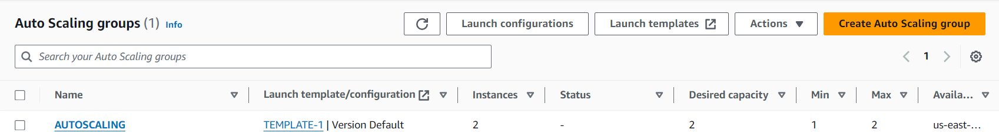 Auto Scaling groups (1) Info
Launch configurations
Launch templates
Actions
Create Auto Scaling group
Search your Auto Scaling groups
1
Name Launch template/configuration Instances Status Desired capacity Min Max Availa...
AUTOSCALING TEMPLATE-1 | Version Default 2 - 2 1 2 us-east-...